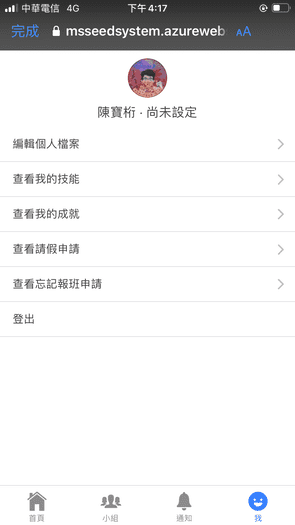 中華電信 4G 下午4:17
完成 msseedsystem.azureweb AA
陳寶桁 - 尚未設定
編輯個人檔案
查看我的技能
查看我的成就
查看請假申請
查看忘記報班申請
登出
首頁 小組 通知 我